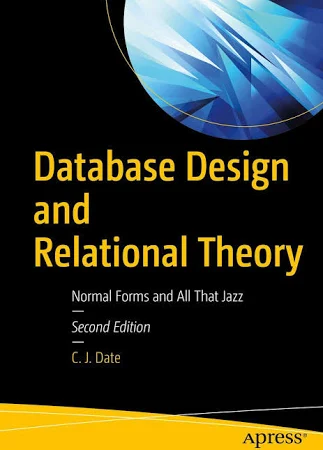 Database Design
and
Relational Theory
Normal Forms and All That Jazz
—
Second Edition
—
C. J. Date
Apress®